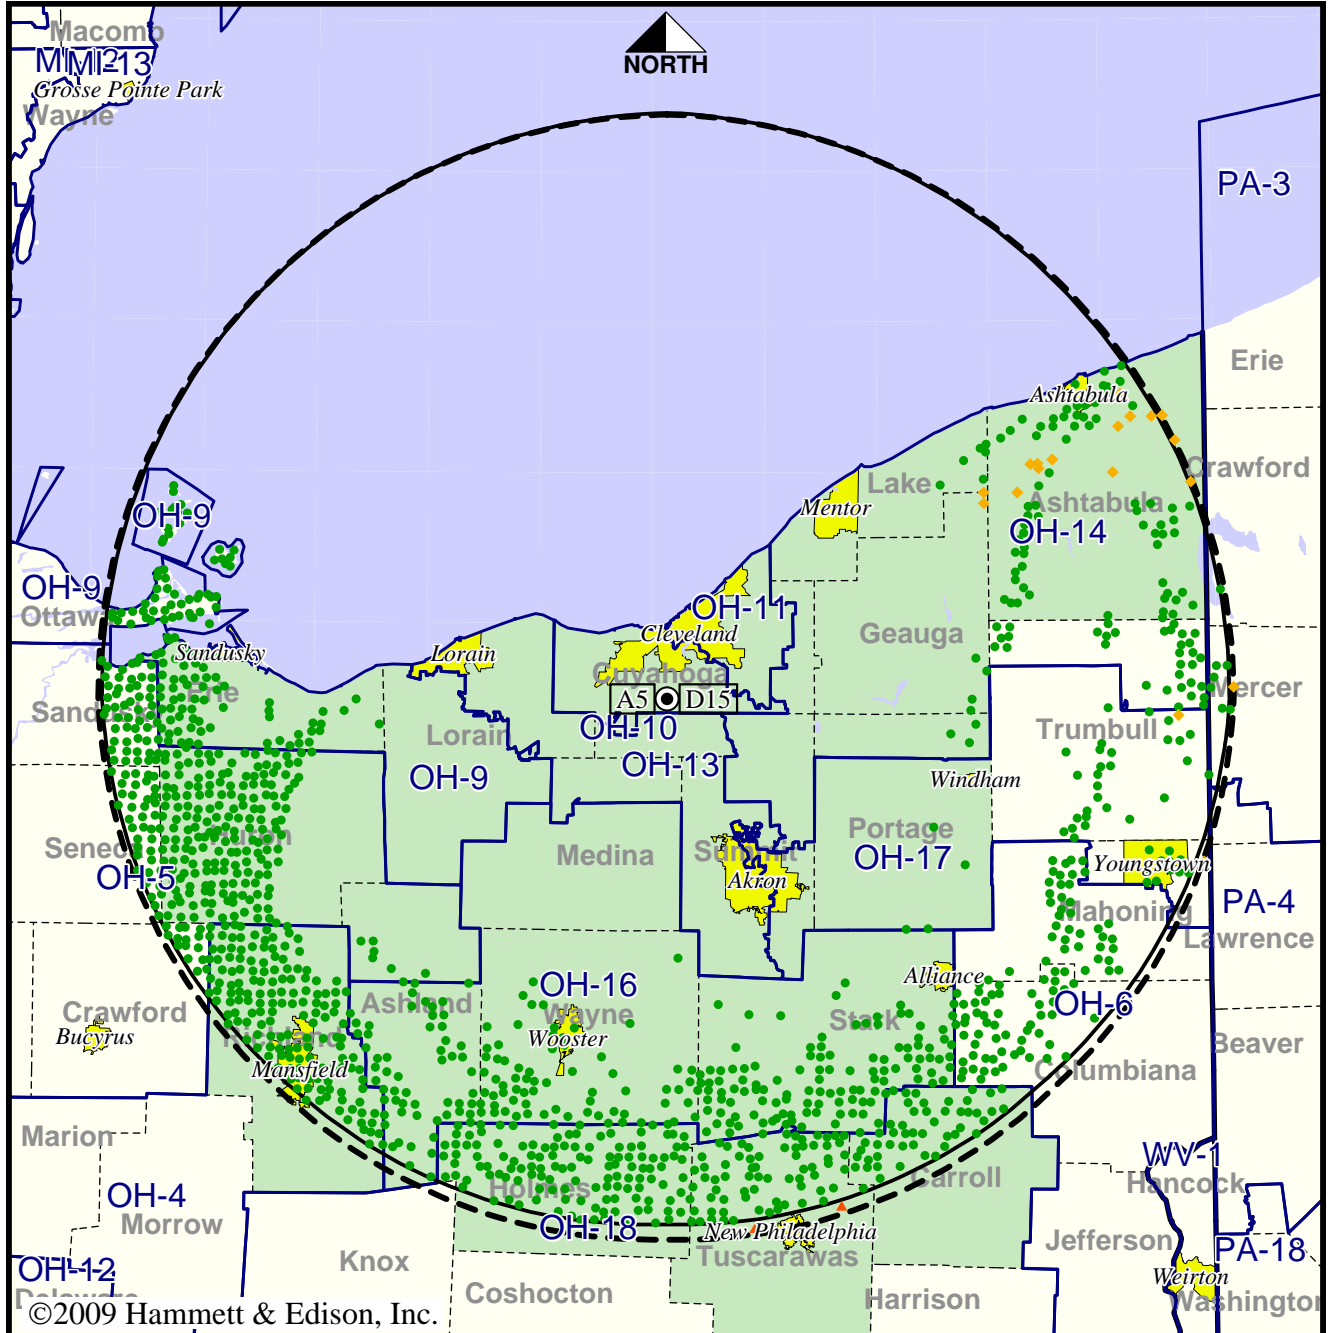 Macomb
MI-13
Grosse Pointe Park
Wayne
NORTH
PA-3
Erie
Ashtabula
Crawford
Lake
Mentor
Ashtabula
OH-14
OH-9
OH-9
Ottawa
OH-11
Cleveland
Cuyahoga
Geauga
Sandusky
Lorain
Erie
Sandusky
A5
D15
Mercer
Lorain
OH-10
Trumbull
OH-13
OH-9
Windham
Huron
Seneca
Medina
Summit
Portage
OH-17
Youngstown
OH-5
Akron
PA-4
Mahoning
Lawrence
Alliance
OH-16
Ashland
Wayne
Stark
OH-6
Crawford
Bucyrus
Richland
Wooster
Beaver
Mansfield
Columbiana
Marion
WV-1
Hancock
OH-4
Holmes
Carroll
Morrow
OH-18
New Philadelphia
Tuscarawas
Jefferson
PA-18
Knox
OH-12
Weirton
Delaware
Coshocton
Harrison
Washington
©2009 Hammett & Edison, Inc.